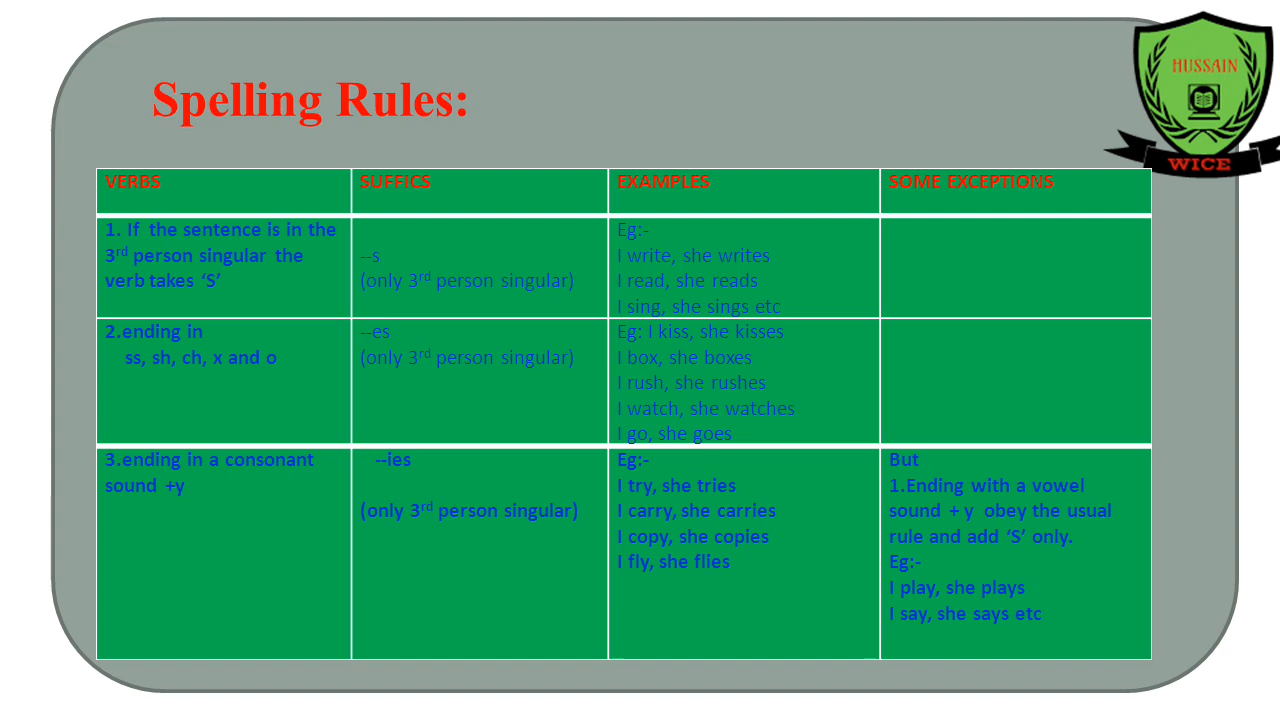 Spelling Rules:
HUSSAIN
WICE
VERBS
SUFFICS
EXAMPLES
SOME EXCEPTIONS
1. If the sentence is in the
3rd person singular the
verb takes ‘S’
--s
(only 3rd person singular)
Eg:-
I write, she writes
I read, she reads
I sing, she sings etc
2.ending in
ss, sh, ch, x and o
--es
(only 3rd person singular)
Eg: I kiss, she kisses
I box, she boxes
I rush, she rushes
I watch, she watches
I go, she goes
3.ending in a consonant
sound +y
--ies
(only 3rd person singular)
Eg:-
I try, she tries
I carry, she carries
I copy, she copies
I fly, she flies
But
1.Ending with a vowel
sound + y obey the usual
rule and add ‘S’ only.
Eg:-
I play, she plays
I say, she says etc